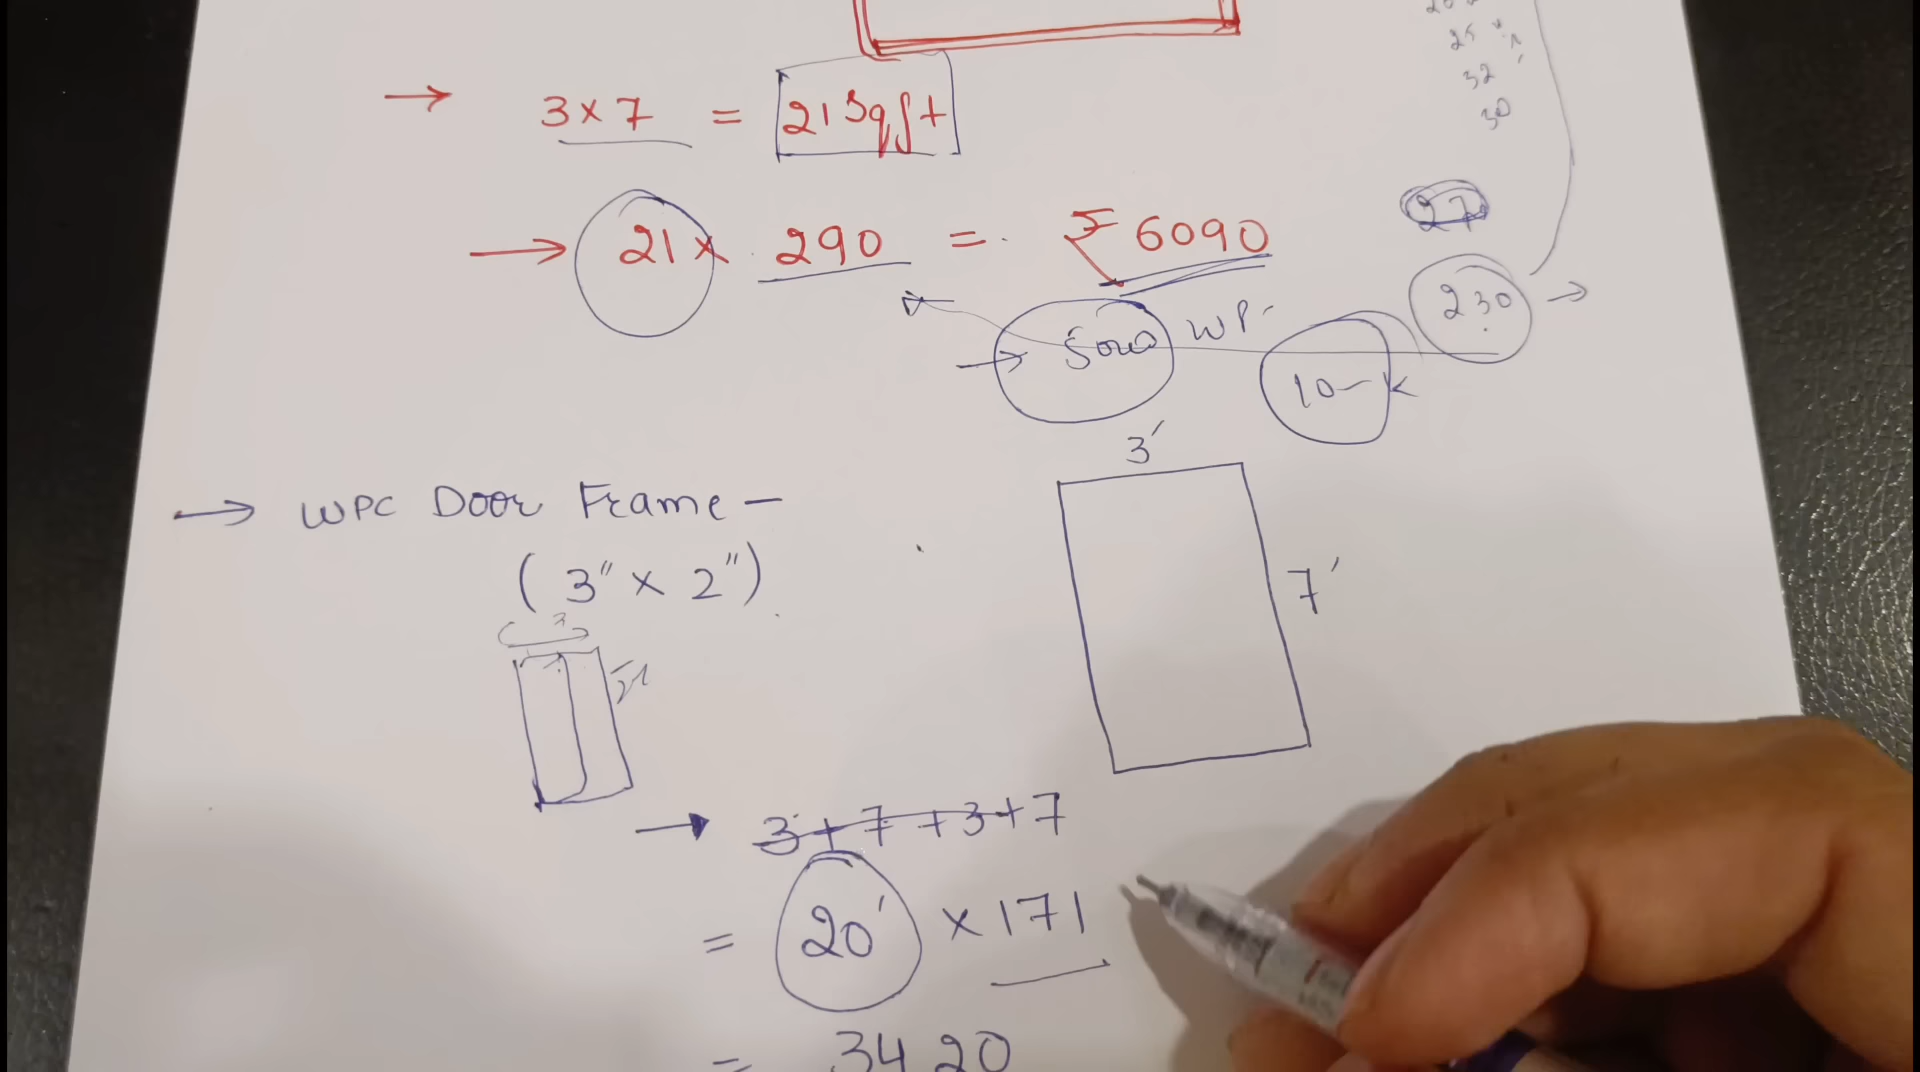 25
32
30
→ 3 x 7 = 21 Sqft
→ 21 x 290 = ₹ 6090
27
230 →
WP
10
3'
→ WPC Door Frame –
(3" x 2")
7'
→ 3 + 7 + 3 + 7
= 20' x 171
= 3420